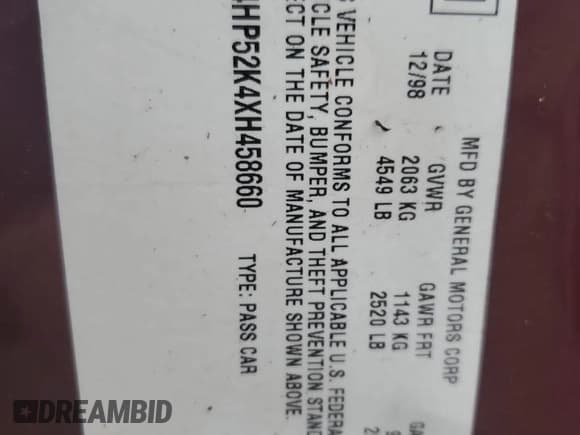 MFD BY GENERAL MOTORS CORP
DATE GVWR GAWR FRT
12/98 2063 KG 1143 KG
4549 LB 2520 LB
VEHICLE CONFORMS TO ALL APPLICABLE U.S. FEDERA
CLE SAFETY, BUMPER, AND THEFT PREVENTION STAND
ECT ON THE DATE OF MANUFACTURE SHOWN ABOVE.
HP52K4XH458660 TYPE: PASS CAR
DREAMBID